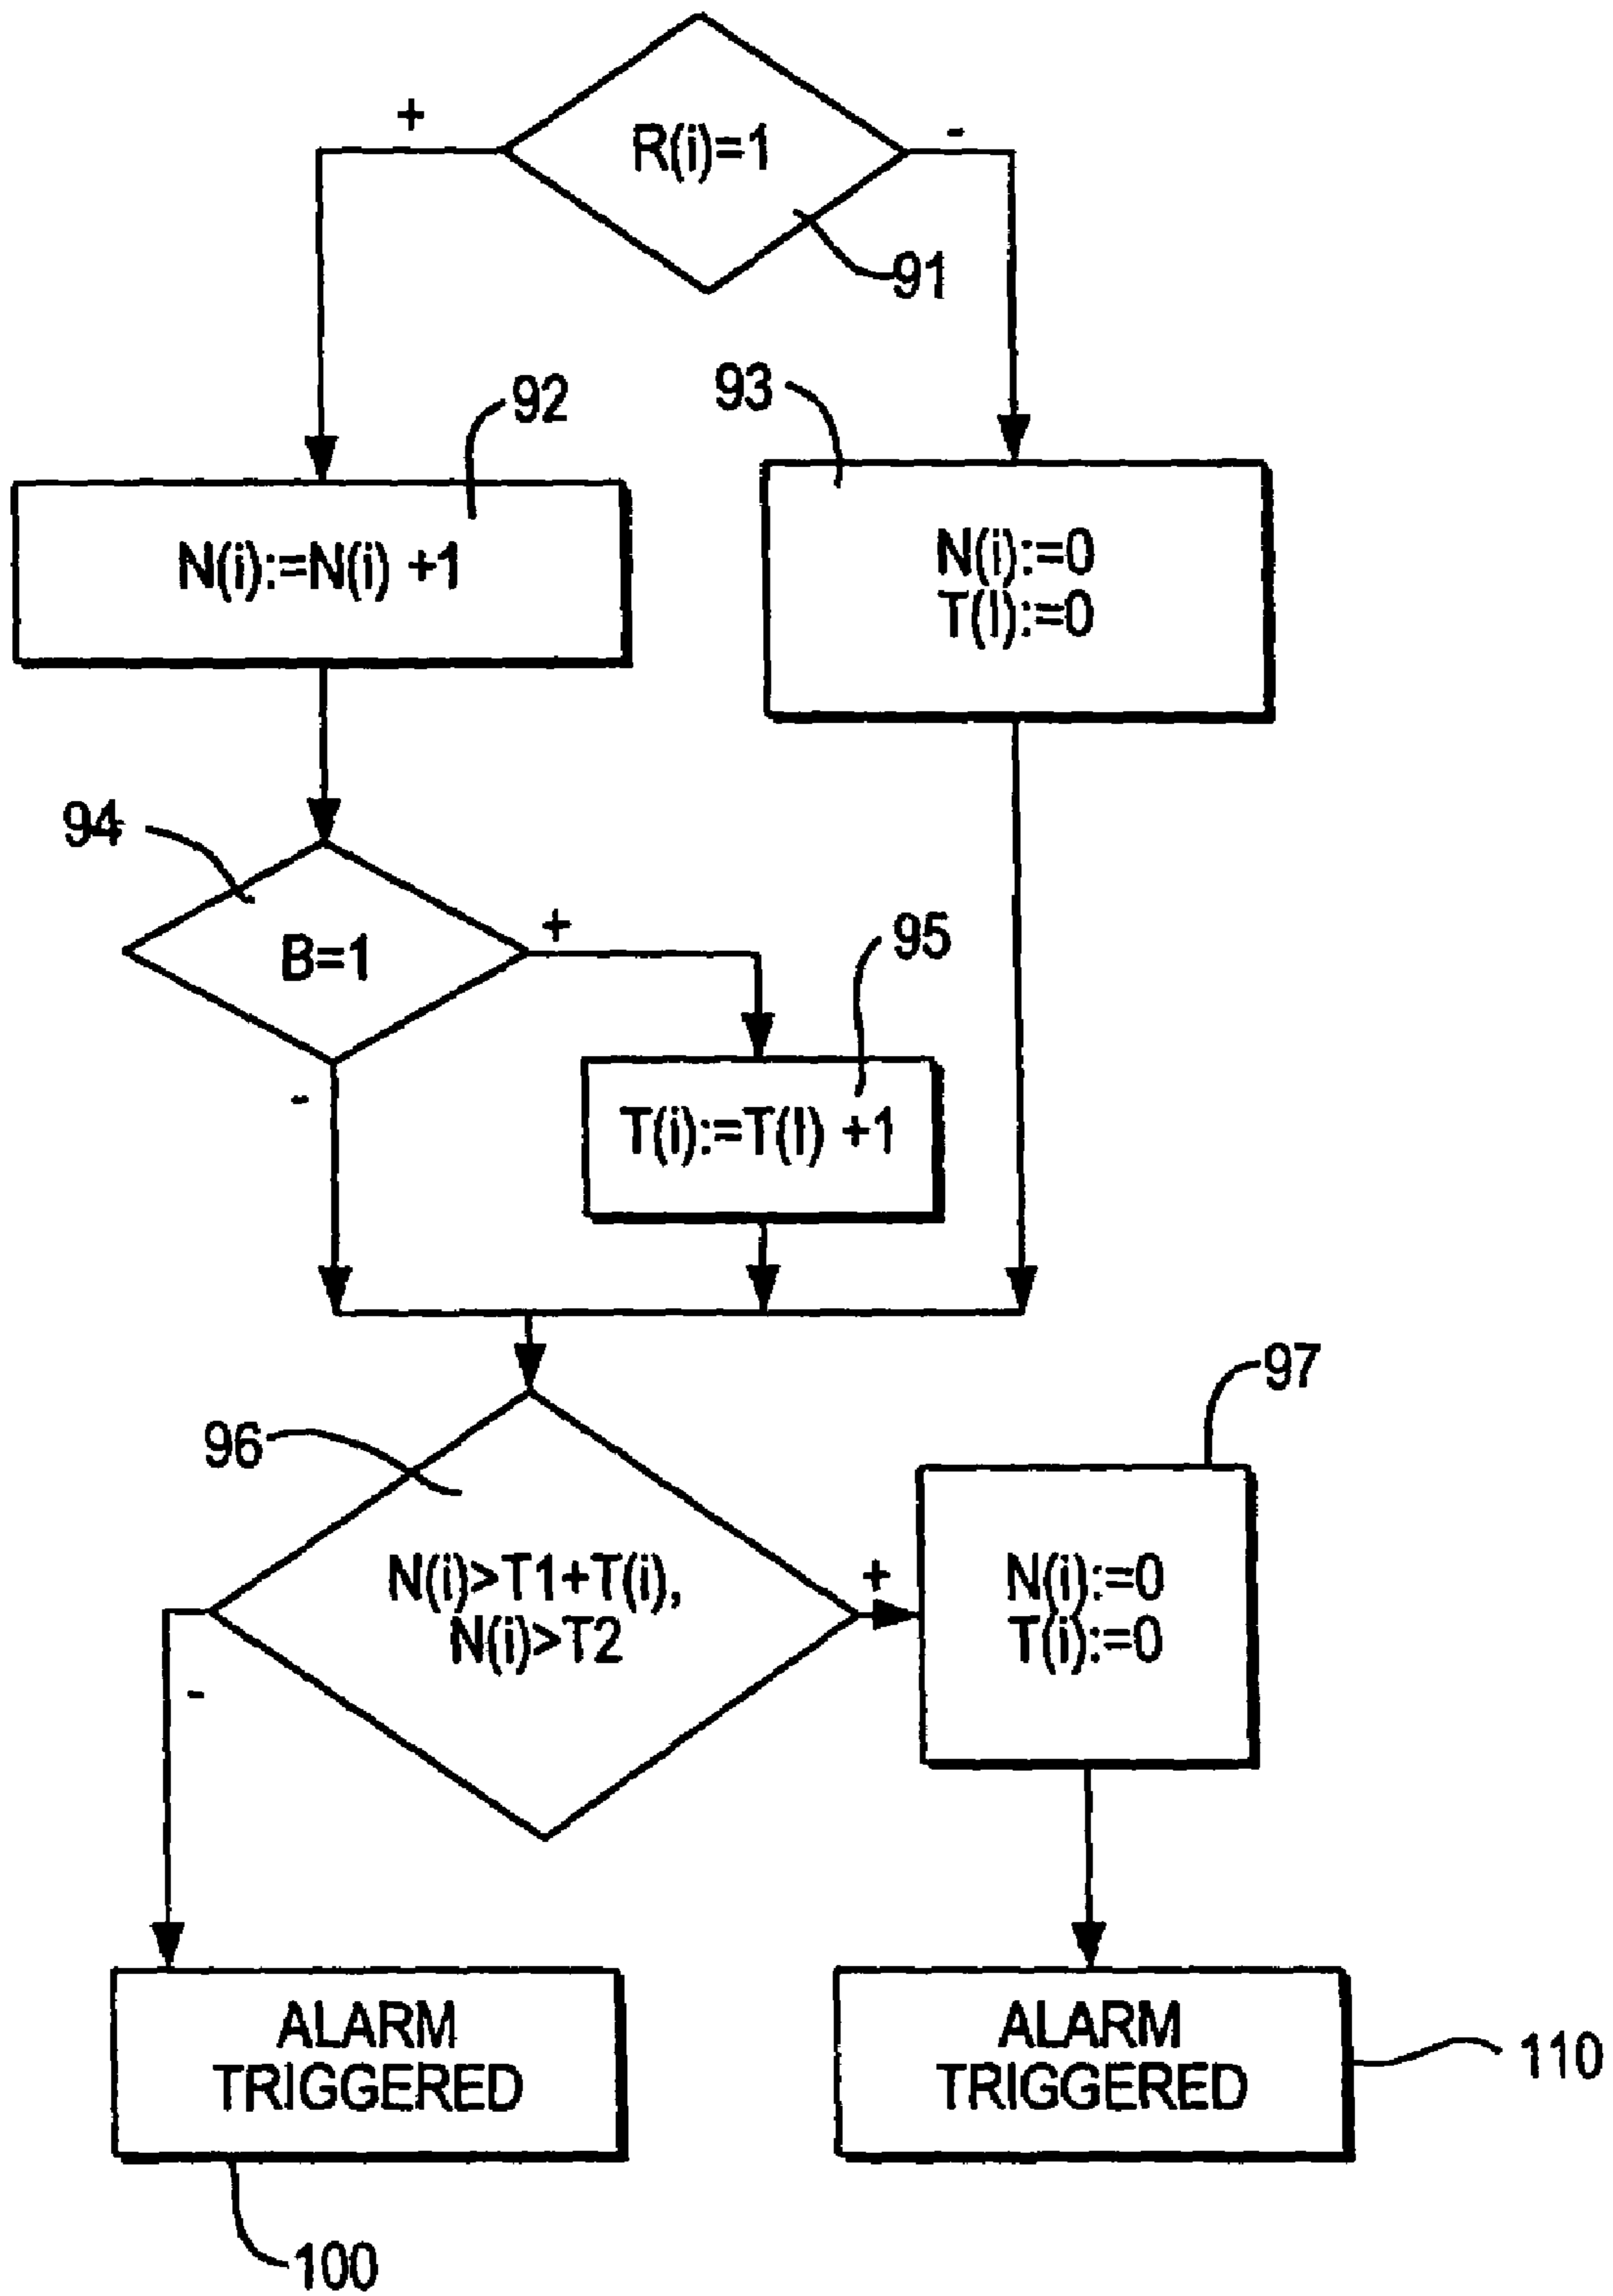 +
R(i)=1
-
91
92
93
N(i):=N(i) +1
N(i):=0
T(I):=0
94
B=1
+
95
-
T(i):=T(I) +1
97
96
N(i)>T1+T(i),
N(i)>T2
+
-
N(i):=0
T(i):=0
ALARM
TRIGGERED
100
ALARM
TRIGGERED
110